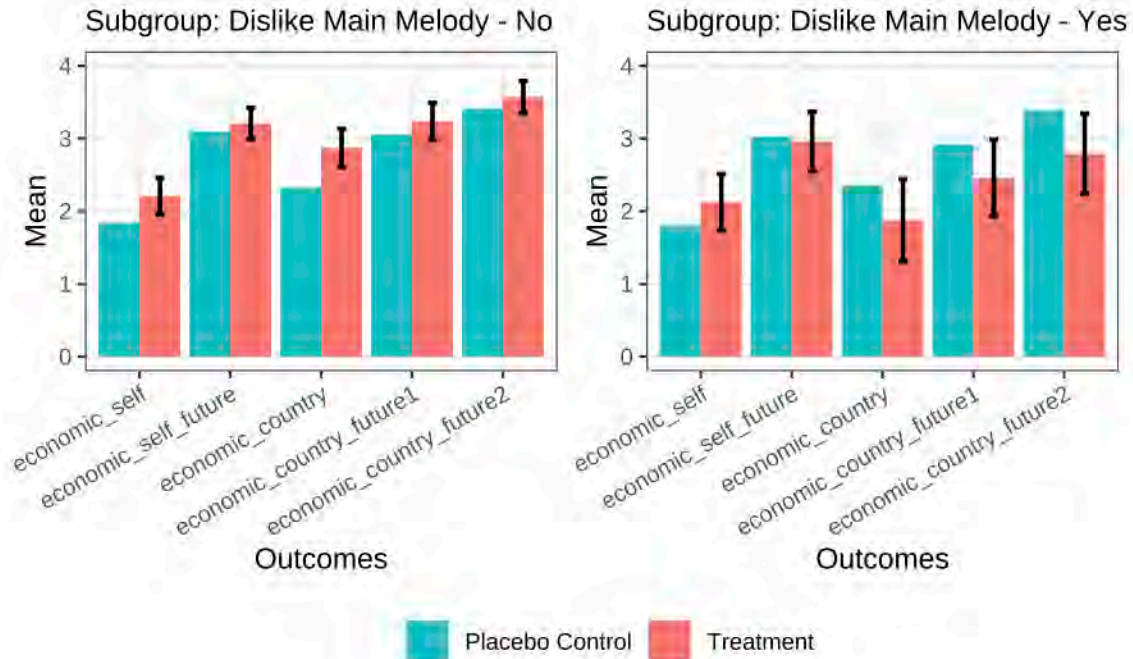 Subgroup: Dislike Main Melody - No
Mean
4
3
2
1
0
economic_self
economic_self_future
economic_country
economic_country_future1
economic_country_future2
Outcomes
Subgroup: Dislike Main Melody - Yes
Mean
4
3
2
1
0
economic_self
economic_self_future
economic_country
economic_country_future1
economic_country_future2
Outcomes
Placebo Control
Treatment